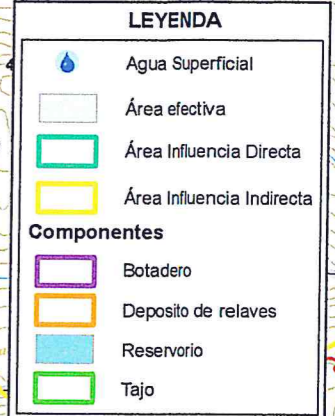 LEYENDA
Agua Superficial
Área efectiva
Área Influencia Directa
Área Influencia Indirecta
Componentes
Botadero
Deposito de relaves
Reservorio
Tajo